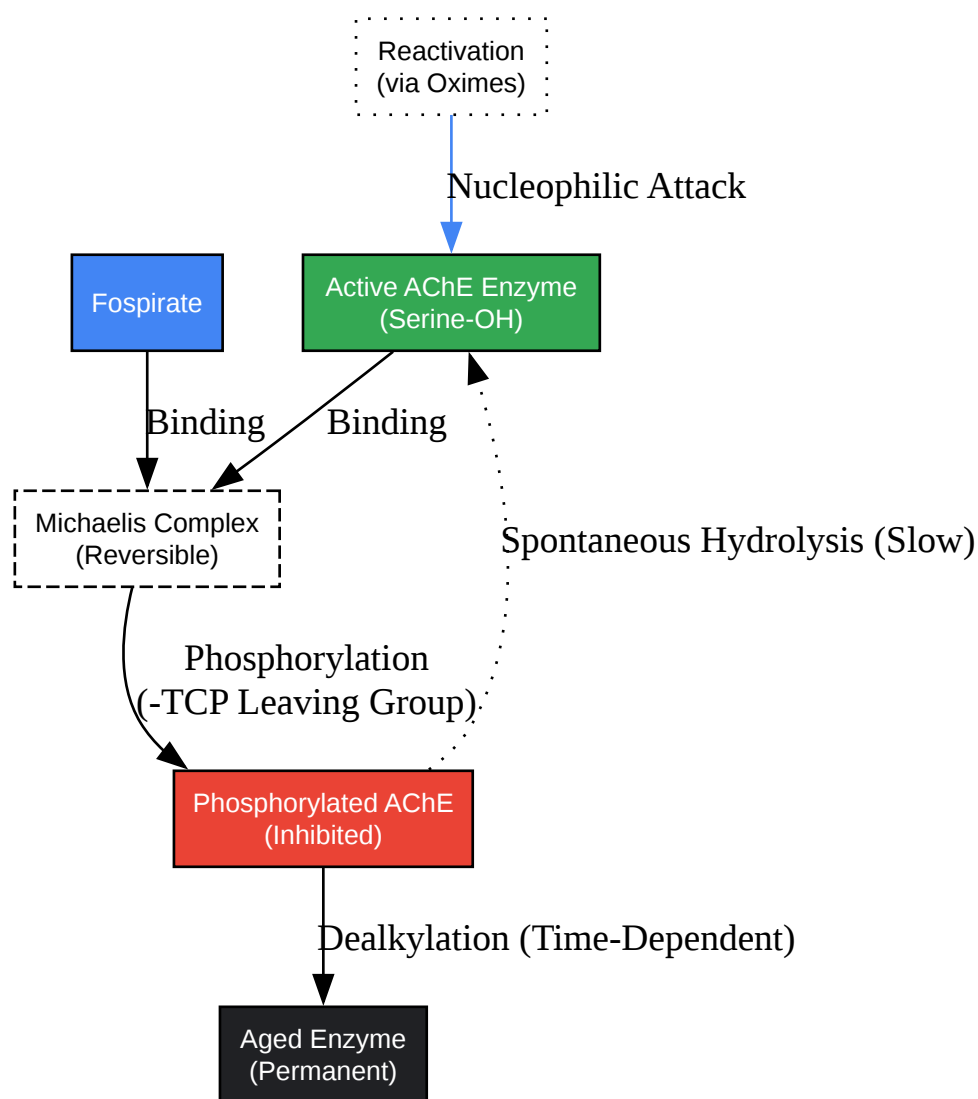 Reactivation
(via Oximes)
Nucleophilic Attack
Fospirate
Active AChE Enzyme
(Serine-OH)
Binding
Binding
Michaelis Complex
(Reversible)
Spontaneous Hydrolysis (Slow)
Phosphorylation
(-TCP Leaving Group)
Phosphorylated AChE
(Inhibited)
Dealkylation (Time-Dependent)
Aged Enzyme
(Permanent)